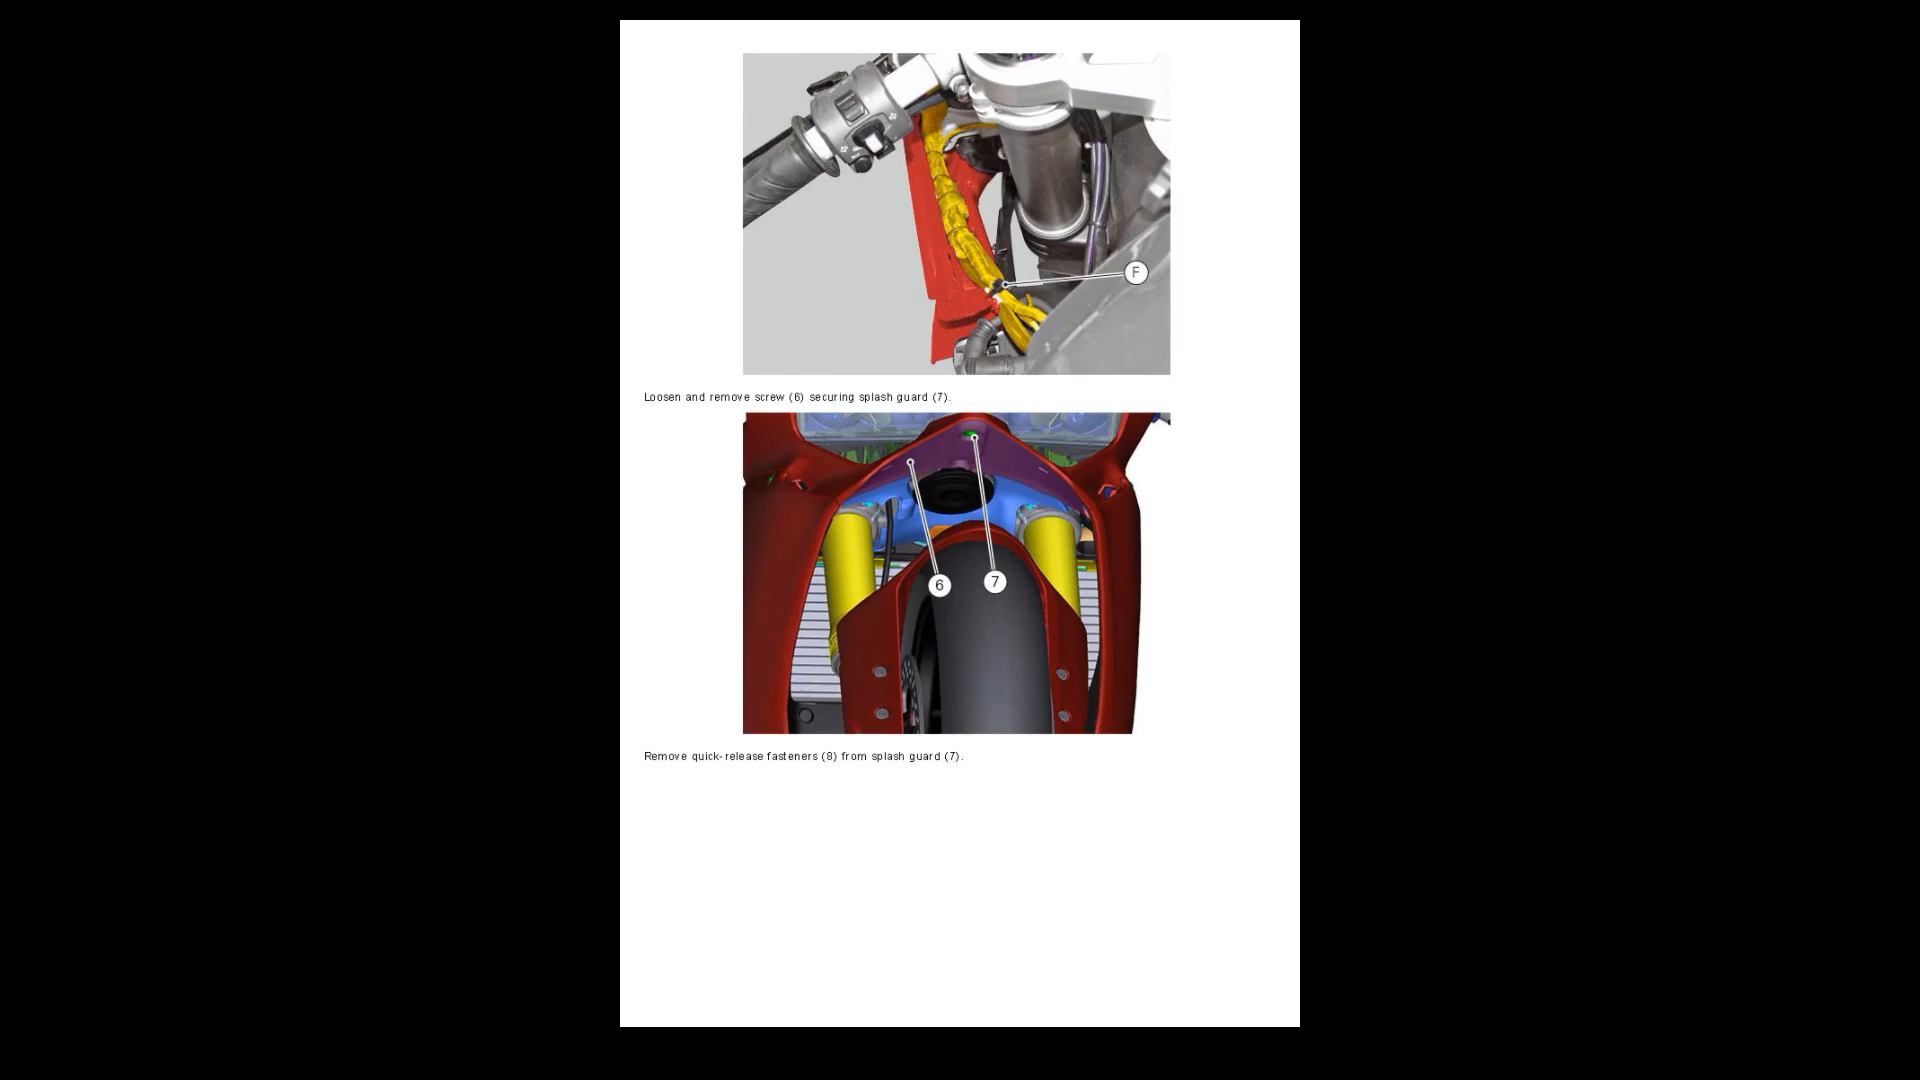 F
Loosen and remove screw (6) securing splash guard (7).
6
7
Remove quick-release fasteners (8) from splash guard (7).